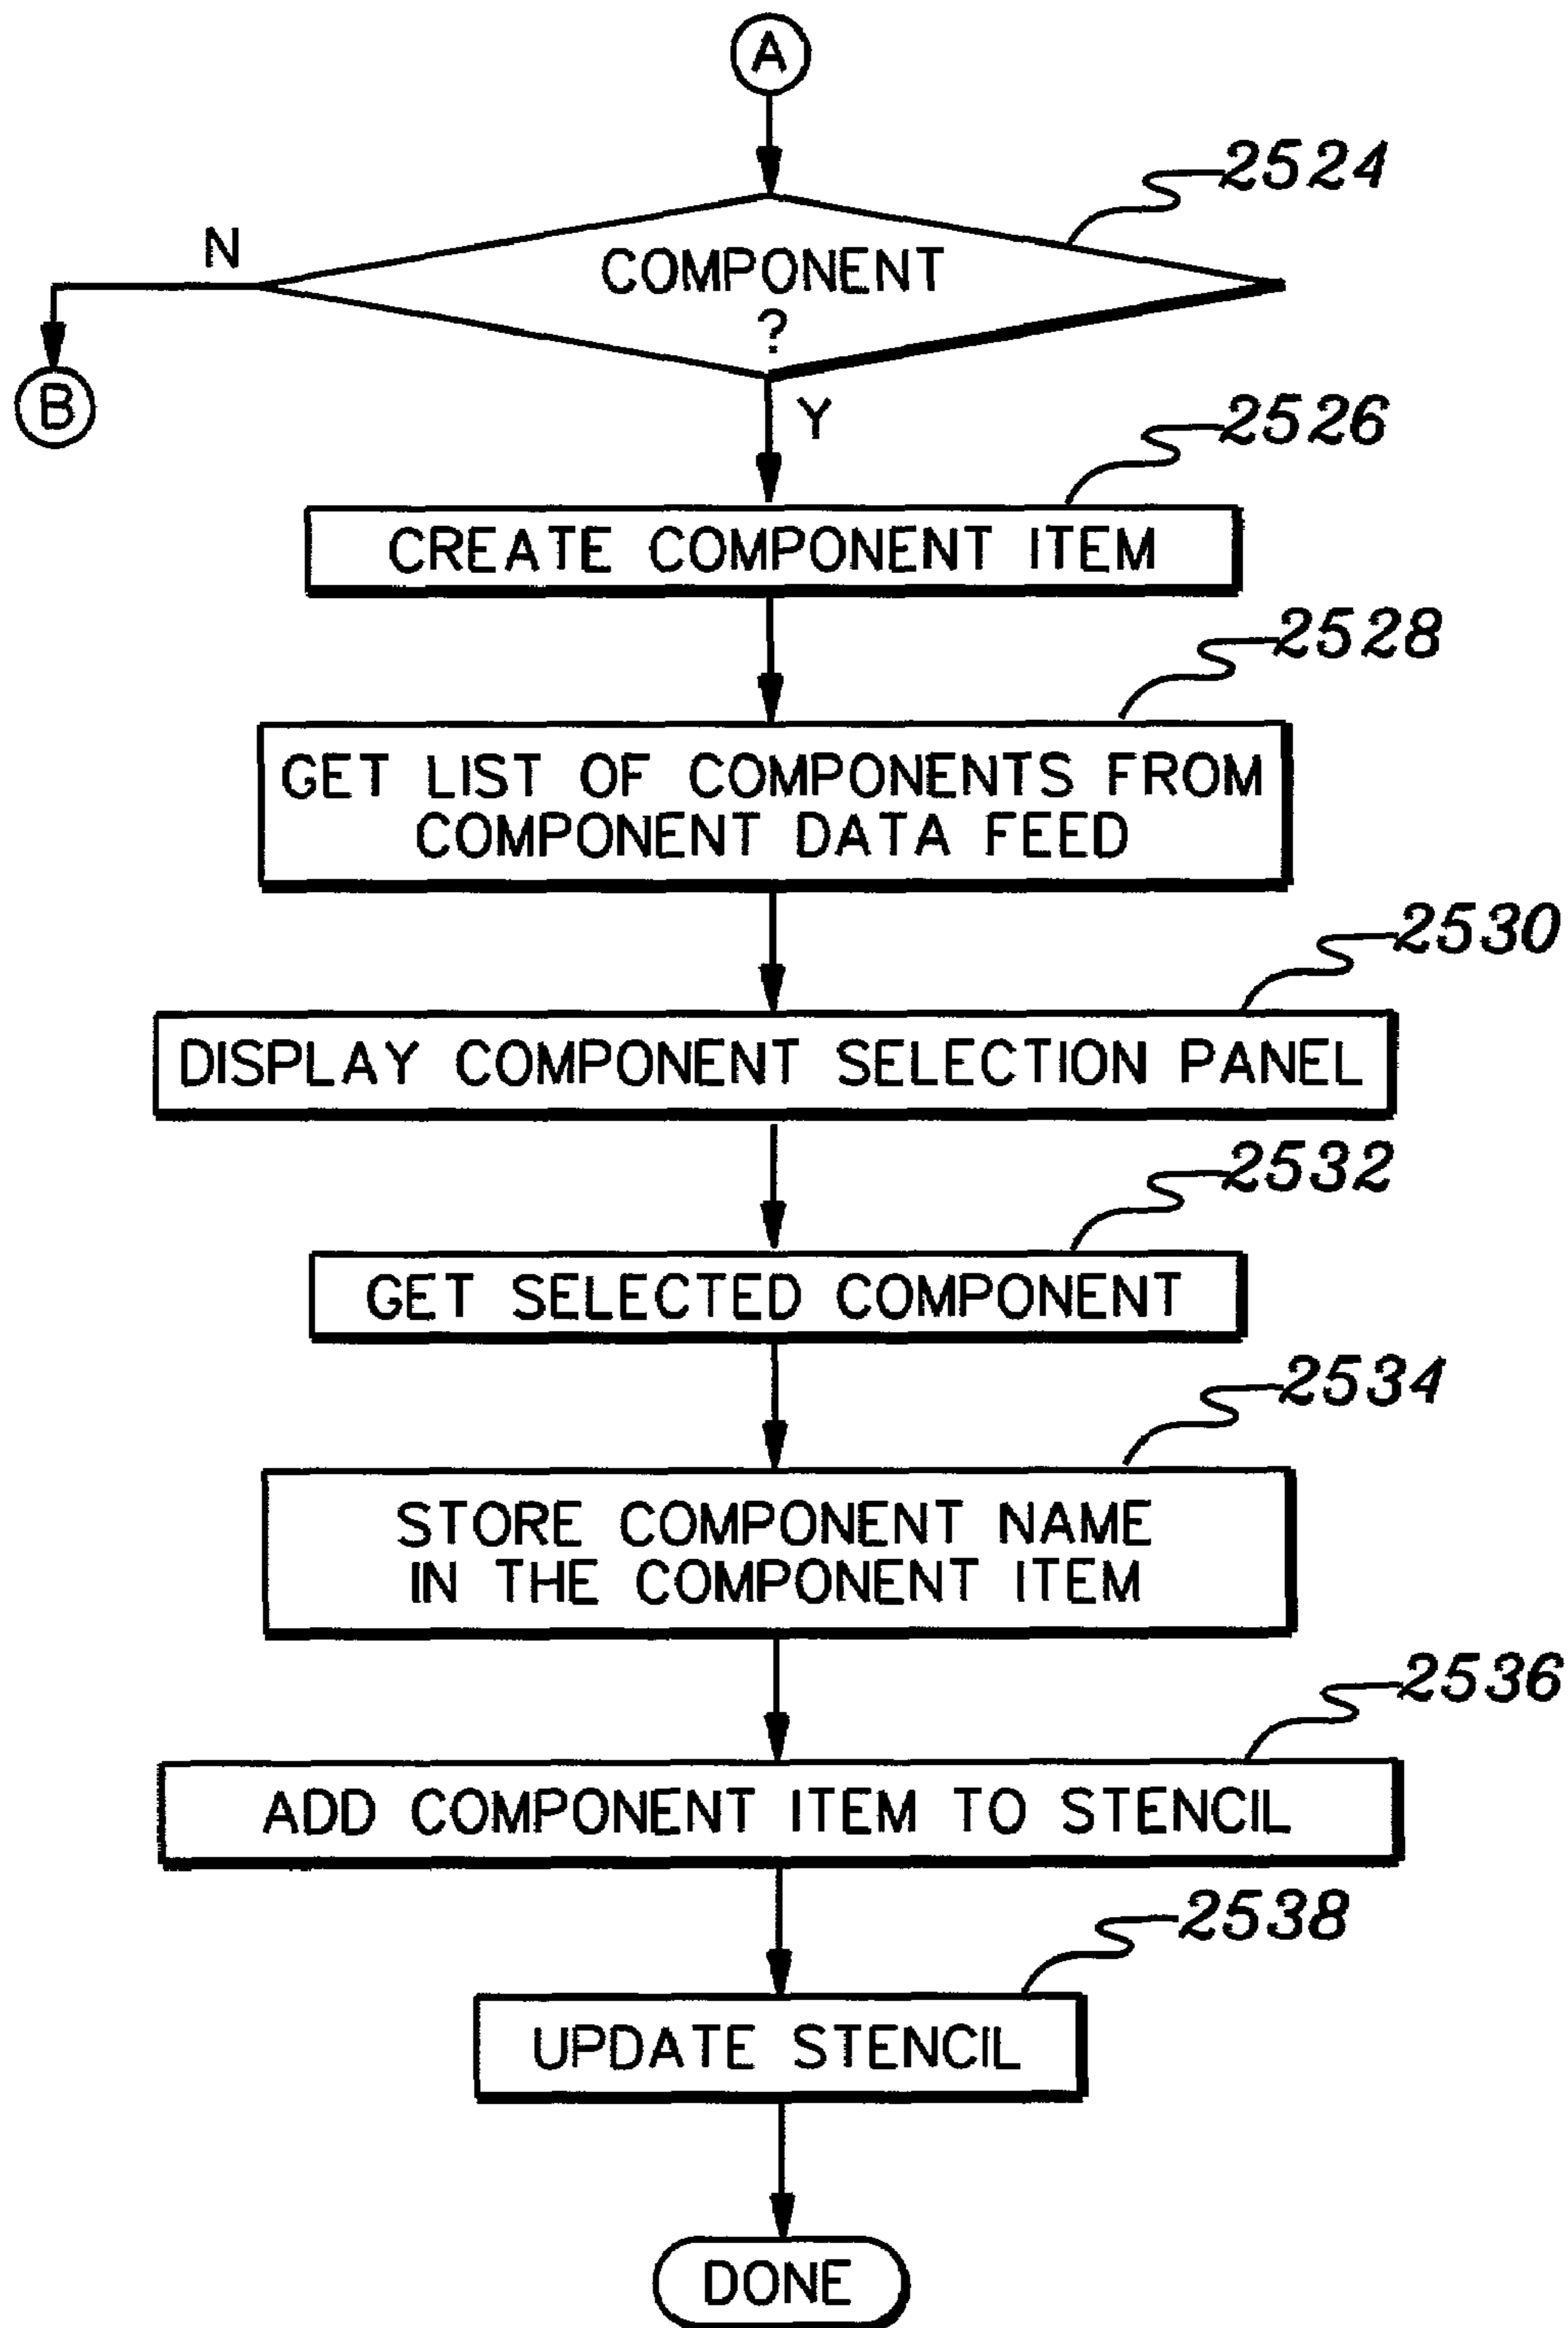 A
2524
N
COMPONENT
?
B
Y
2526
CREATE COMPONENT ITEM
2528
GET LIST OF COMPONENTS FROM
COMPONENT DATA FEED
2530
DISPLAY COMPONENT SELECTION PANEL
2532
GET SELECTED COMPONENT
2534
STORE COMPONENT NAME
IN THE COMPONENT ITEM
2536
ADD COMPONENT ITEM TO STENCIL
2538
UPDATE STENCIL
DONE